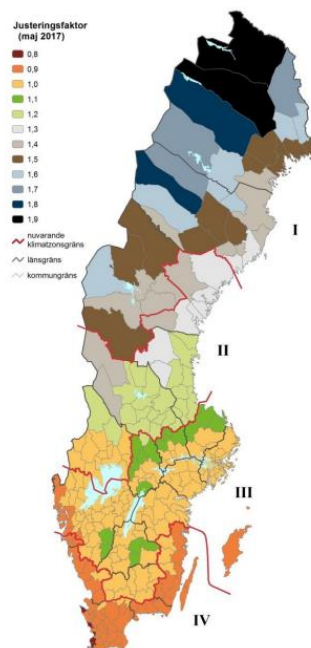 Justeringsfaktor
(maj 2017)
0,8
0,9
1,0
1,1
1,2
1,3
1,4
1,5
1,6
1,7
1,8
1,9
nuvarande
klimatzonsgräns
länsgräns
kommungräns
I
II
III
IV